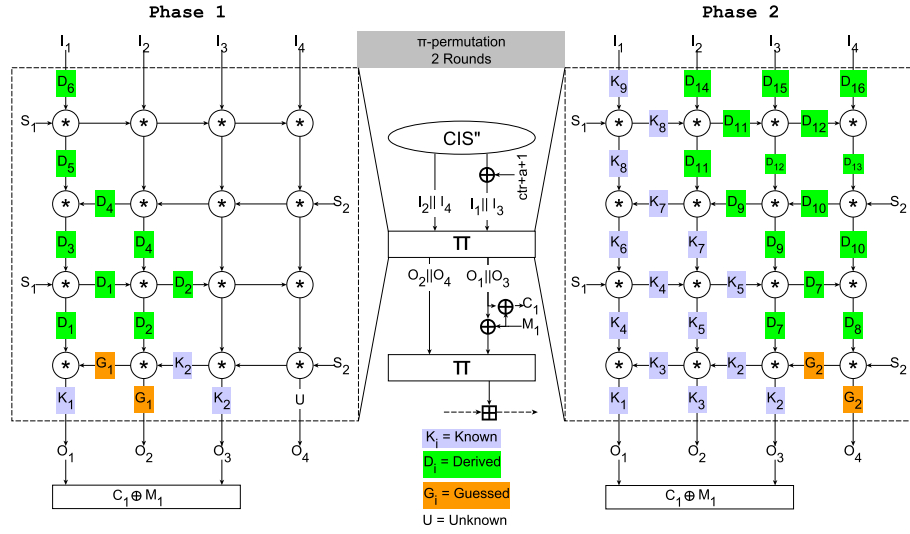 Phase 1
Phase 2
I1 I2 I3 I4
π-permutation
2 Rounds
I1 I2 I3 I4
D6
K9 D14 D15 D16
S1 * * * *
CIS"
S1 * K8 * D11 * D12 *
D5
ctr+a+1
K8 D11 D12 D13
* D4 * * * S2
I2|| I4 I1|| I3
* K7 * D9 * D10 * S2
D3 D4
π
K6 K7 D9 D10
S1 * D1 * D2 * *
O2||O4 O1||O3
S1 * K4 * K5 * D7 *
D1 D2
C1
M1
K4 K5 D7 D8
* G1 * K2 * * S2
π
* K3 * K2 * G2 * S2
K1 G1 K2 U
K1 K3 K2 G2
O1 O2 O3 O4
Ki = Known
O1 O2 O3 O4
Di = Derived
C1 ⊕ M1
Gi = Guessed
C1 ⊕ M1
U = Unknown